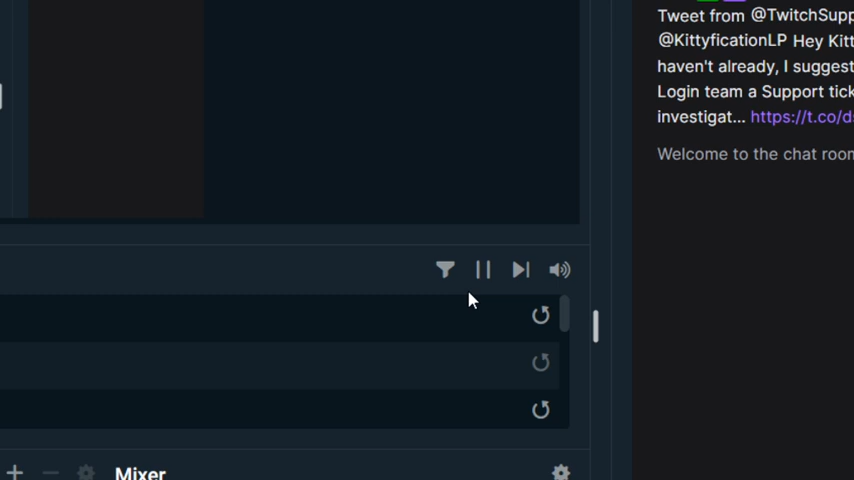 Tweet from @TwitchSupp
@KittyficationLP Hey Kitt
haven't already, I suggest
Login team a Support tick
investigat... https://t.co/d
Welcome to the chat room
Mixer